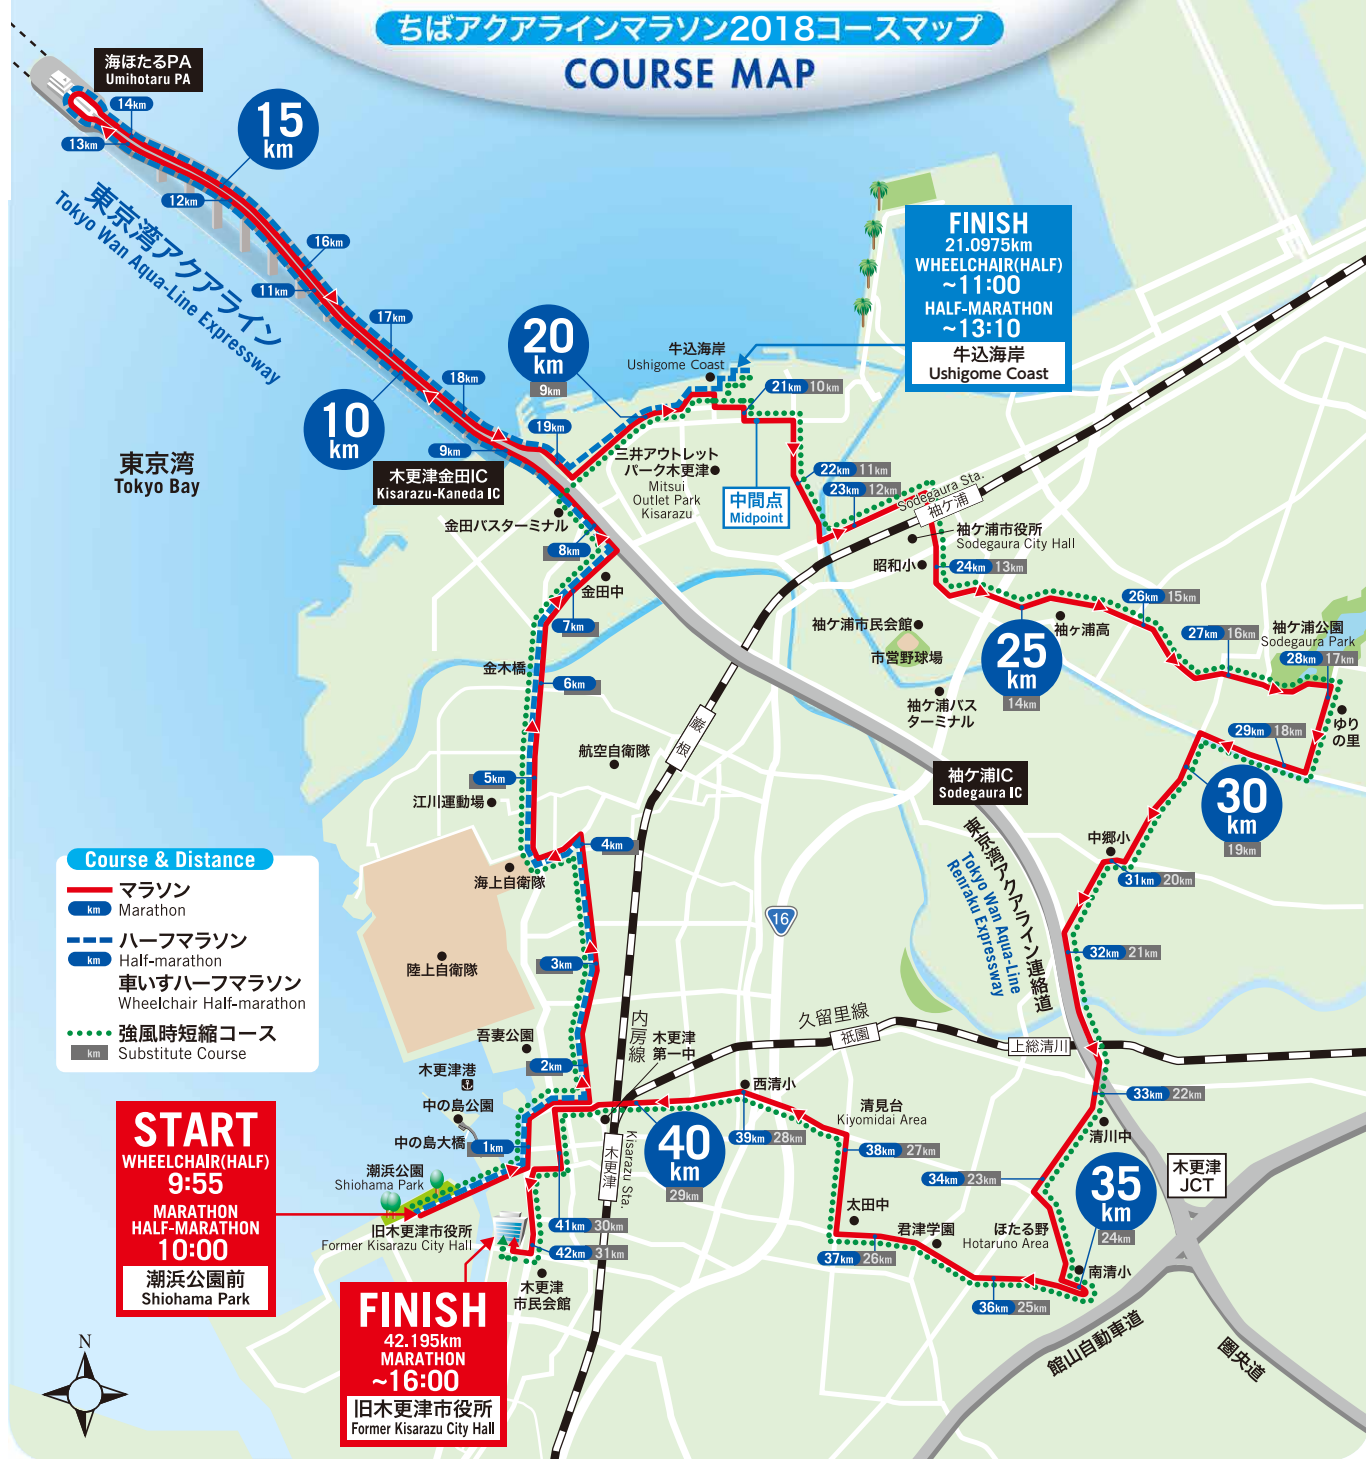 ちばアクアラインマラソン2018コースマップ
COURSE MAP
海ほたるPA
Umihotaru PA
14km
13km
15
km
12km
東京湾アクアライン
Tokyo Wan Aqua-Line Expressway
16km
11km
17km
10
km
18km
9km
19km
20
km
9km
木更津金田IC
Kisarazu-Kaneda IC
東京湾
Tokyo Bay
牛込海岸
Ushigome Coast
FINISH
21.0975km
WHEELCHAIR(HALF)
~11:00
HALF-MARATHON
~13:10
牛込海岸
Ushigome Coast
21km 10km
三井アウトレット
パーク木更津
Mitsui
Outlet Park
Kisarazu
中間点
Midpoint
22km 11km
23km 12km
Sodegaura Sta.
袖ケ浦
袖ケ浦市役所
Sodegaura City Hall
昭和小
24km 13km
金田バスターミナル
8km
金田中
7km
金木橋
6km
袖ケ浦市民会館
市営野球場
25
km
14km
袖ヶ浦高
26km 15km
27km 16km
袖ケ浦公園
Sodegaura Park
28km 17km
ゆり
の里
29km 18km
袖ケ浦バス
ターミナル
巌根
航空自衛隊
5km
江川運動場
袖ケ浦IC
Sodegaura IC
30
km
19km
4km
海上自衛隊
中郷小
31km 20km
東京湾アクアライン連絡道
Tokyo Wan Aqua-Line
Renraku Expressway
16
32km 21km
Course & Distance
マラソン
km Marathon
ハーフマラソン
km Half-marathon
車いすハーフマラソン
Wheelchair Half-marathon
強風時短縮コース
km Substitute Course
陸上自衛隊
3km
吾妻公園
2km
内房線
木更津
第一中
久留里線
祇園
上総清川
木更津港
中の島公園
中の島大橋
1km
西清小
清見台
Kiyomidai Area
33km 22km
清川中
START
WHEELCHAIR(HALF)
9:55
MARATHON
HALF-MARATHON
10:00
潮浜公園前
Shiohama Park
潮浜公園
Shiohama Park
旧木更津市役所
Former Kisarazu City Hall
木更津
Kisarazu Sta.
40
km
29km
39km 28km
38km 27km
34km 23km
35
km
24km
木更津
JCT
太田中
君津学園
ほたる野
Hotaruno Area
41km 30km
42km 31km
37km 26km
南清小
36km 25km
木更津
市民会館
FINISH
42.195km
MARATHON
~16:00
旧木更津市役所
Former Kisarazu City Hall
館山自動車道
圏央道
N